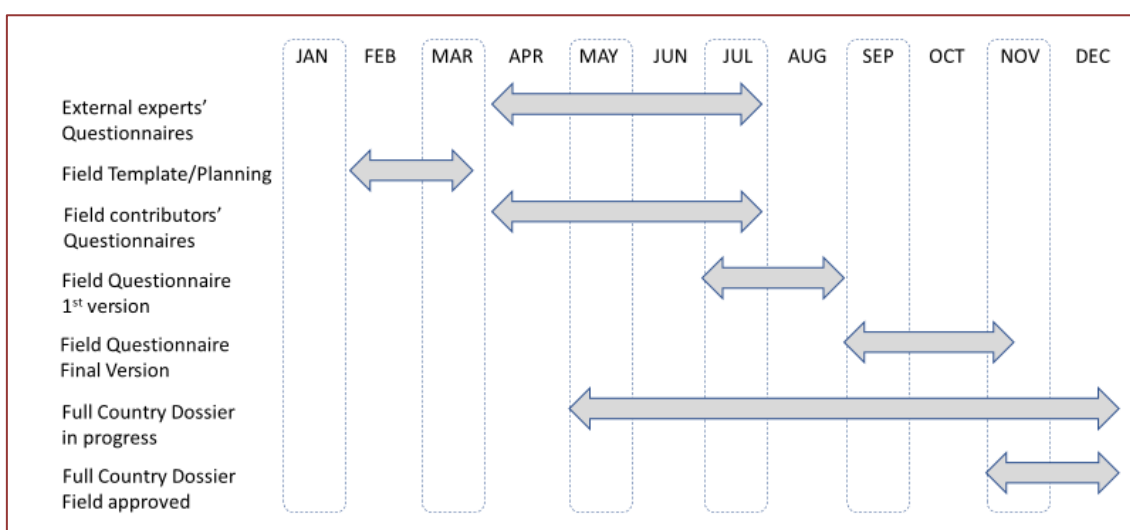 JAN FEB MAR APR MAY JUN JUL AUG SEP OCT NOV DEC
External experts’
Questionnaires
Field Template/Planning
Field contributors’
Questionnaires
Field Questionnaire
1st version
Field Questionnaire
Final Version
Full Country Dossier
in progress
Full Country Dossier
Field approved